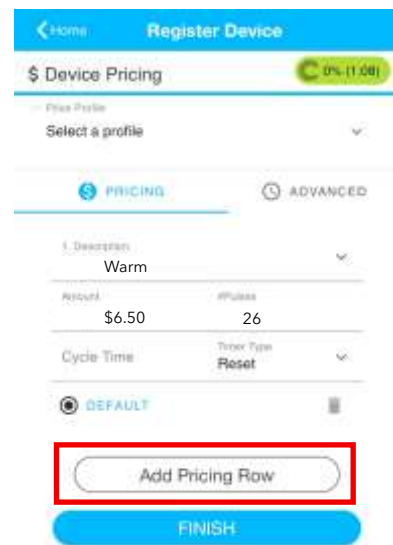 Home Register Device
$ Device Pricing 0% (1.08)
Price Profile
Select a profile
PRICING ADVANCED
1. Description
Warm
Amount #Pulses
$6.50 26
Timer Type
Cycle Time Reset
DEFAULT
Add Pricing Row
FINISH